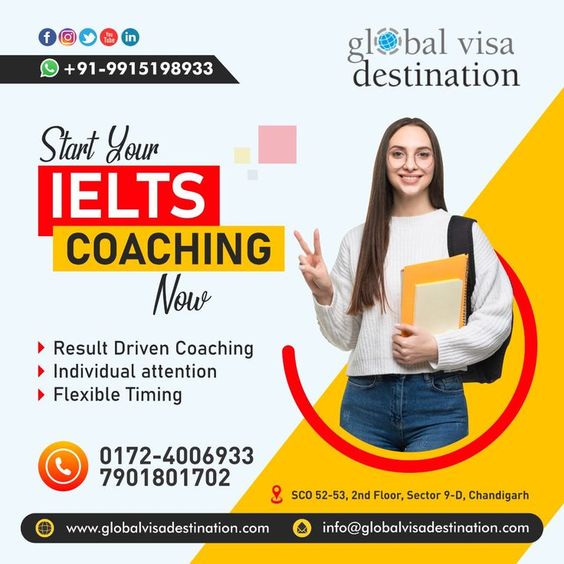 global visa
destination
+91-9915198933
Start Your
IELTS
COACHING
Now
Result Driven Coaching
Individual attention
Flexible Timing
0172-4006933
7901801702
SCO 52-53, 2nd Floor, Sector 9-D, Chandigarh
www.globalvisadestination.com
info@globalvisadestination.com